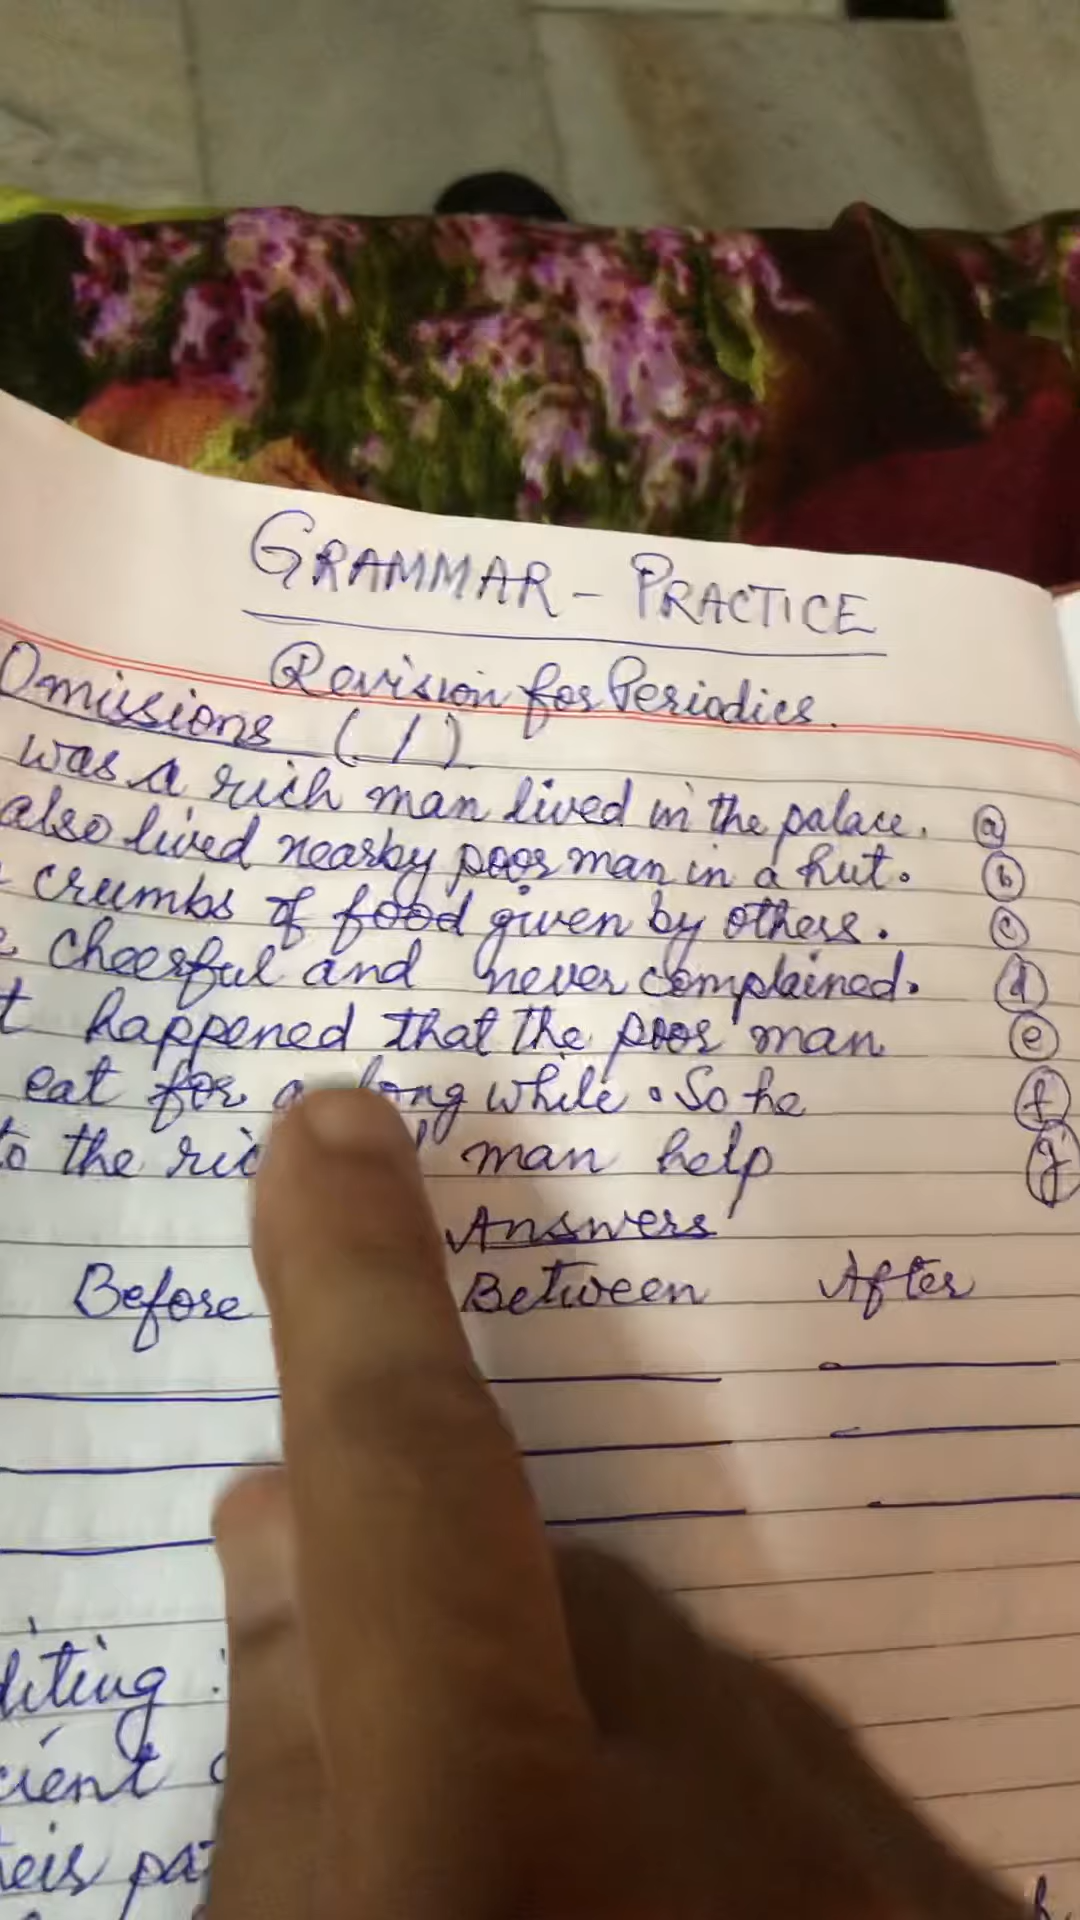 GRAMMAR - PRACTICE
Revision for Periodics.
Omissions ( / )
was a rich man lived in the palace. (a)
also lived nearby poor man in a hut. (b)
crumbs of food given by others. (c)
cheerful and never complained. (d)
happened that the poor man (e)
eat for a long while. So he (f)
to the man help (g)
Answers
Before Between After